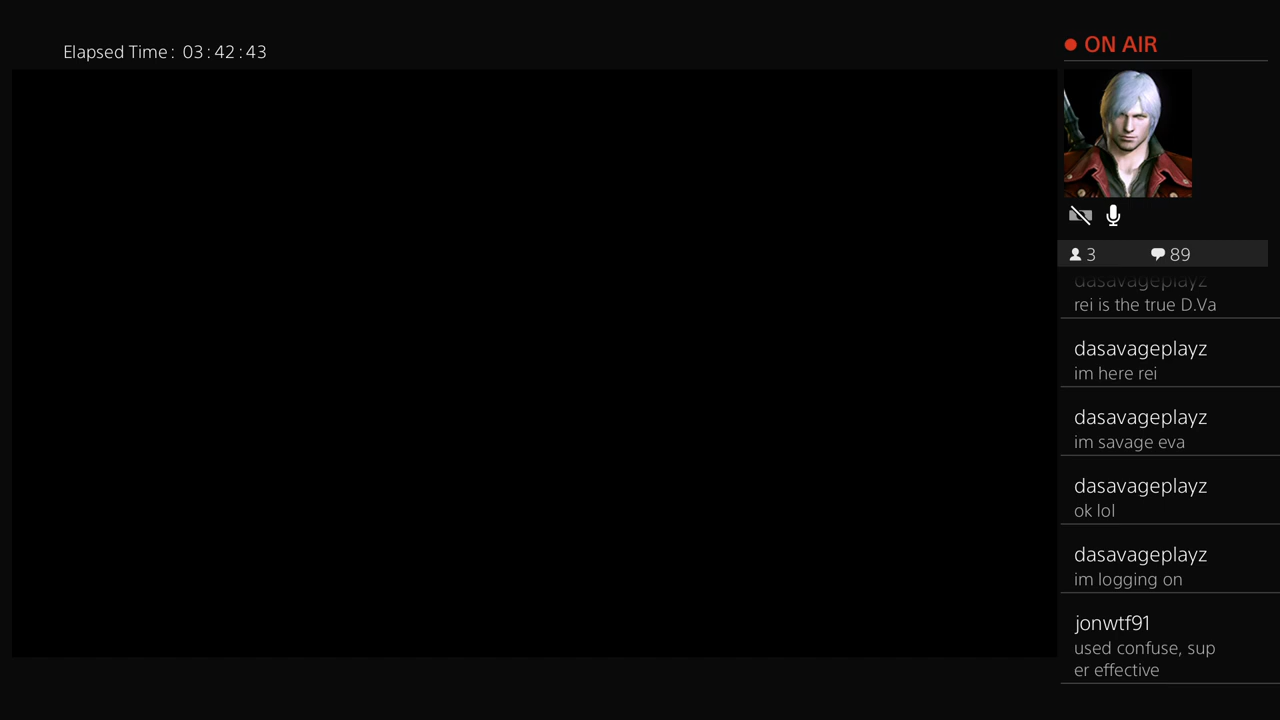 Elapsed Time: 03:42:43
ON AIR
3
89
dasavageplayz
rei is the true D.Va
dasavageplayz
im here rei
dasavageplayz
im savage eva
dasavageplayz
ok lol
dasavageplayz
im logging on
jonwtf91
used confuse, sup
er effective